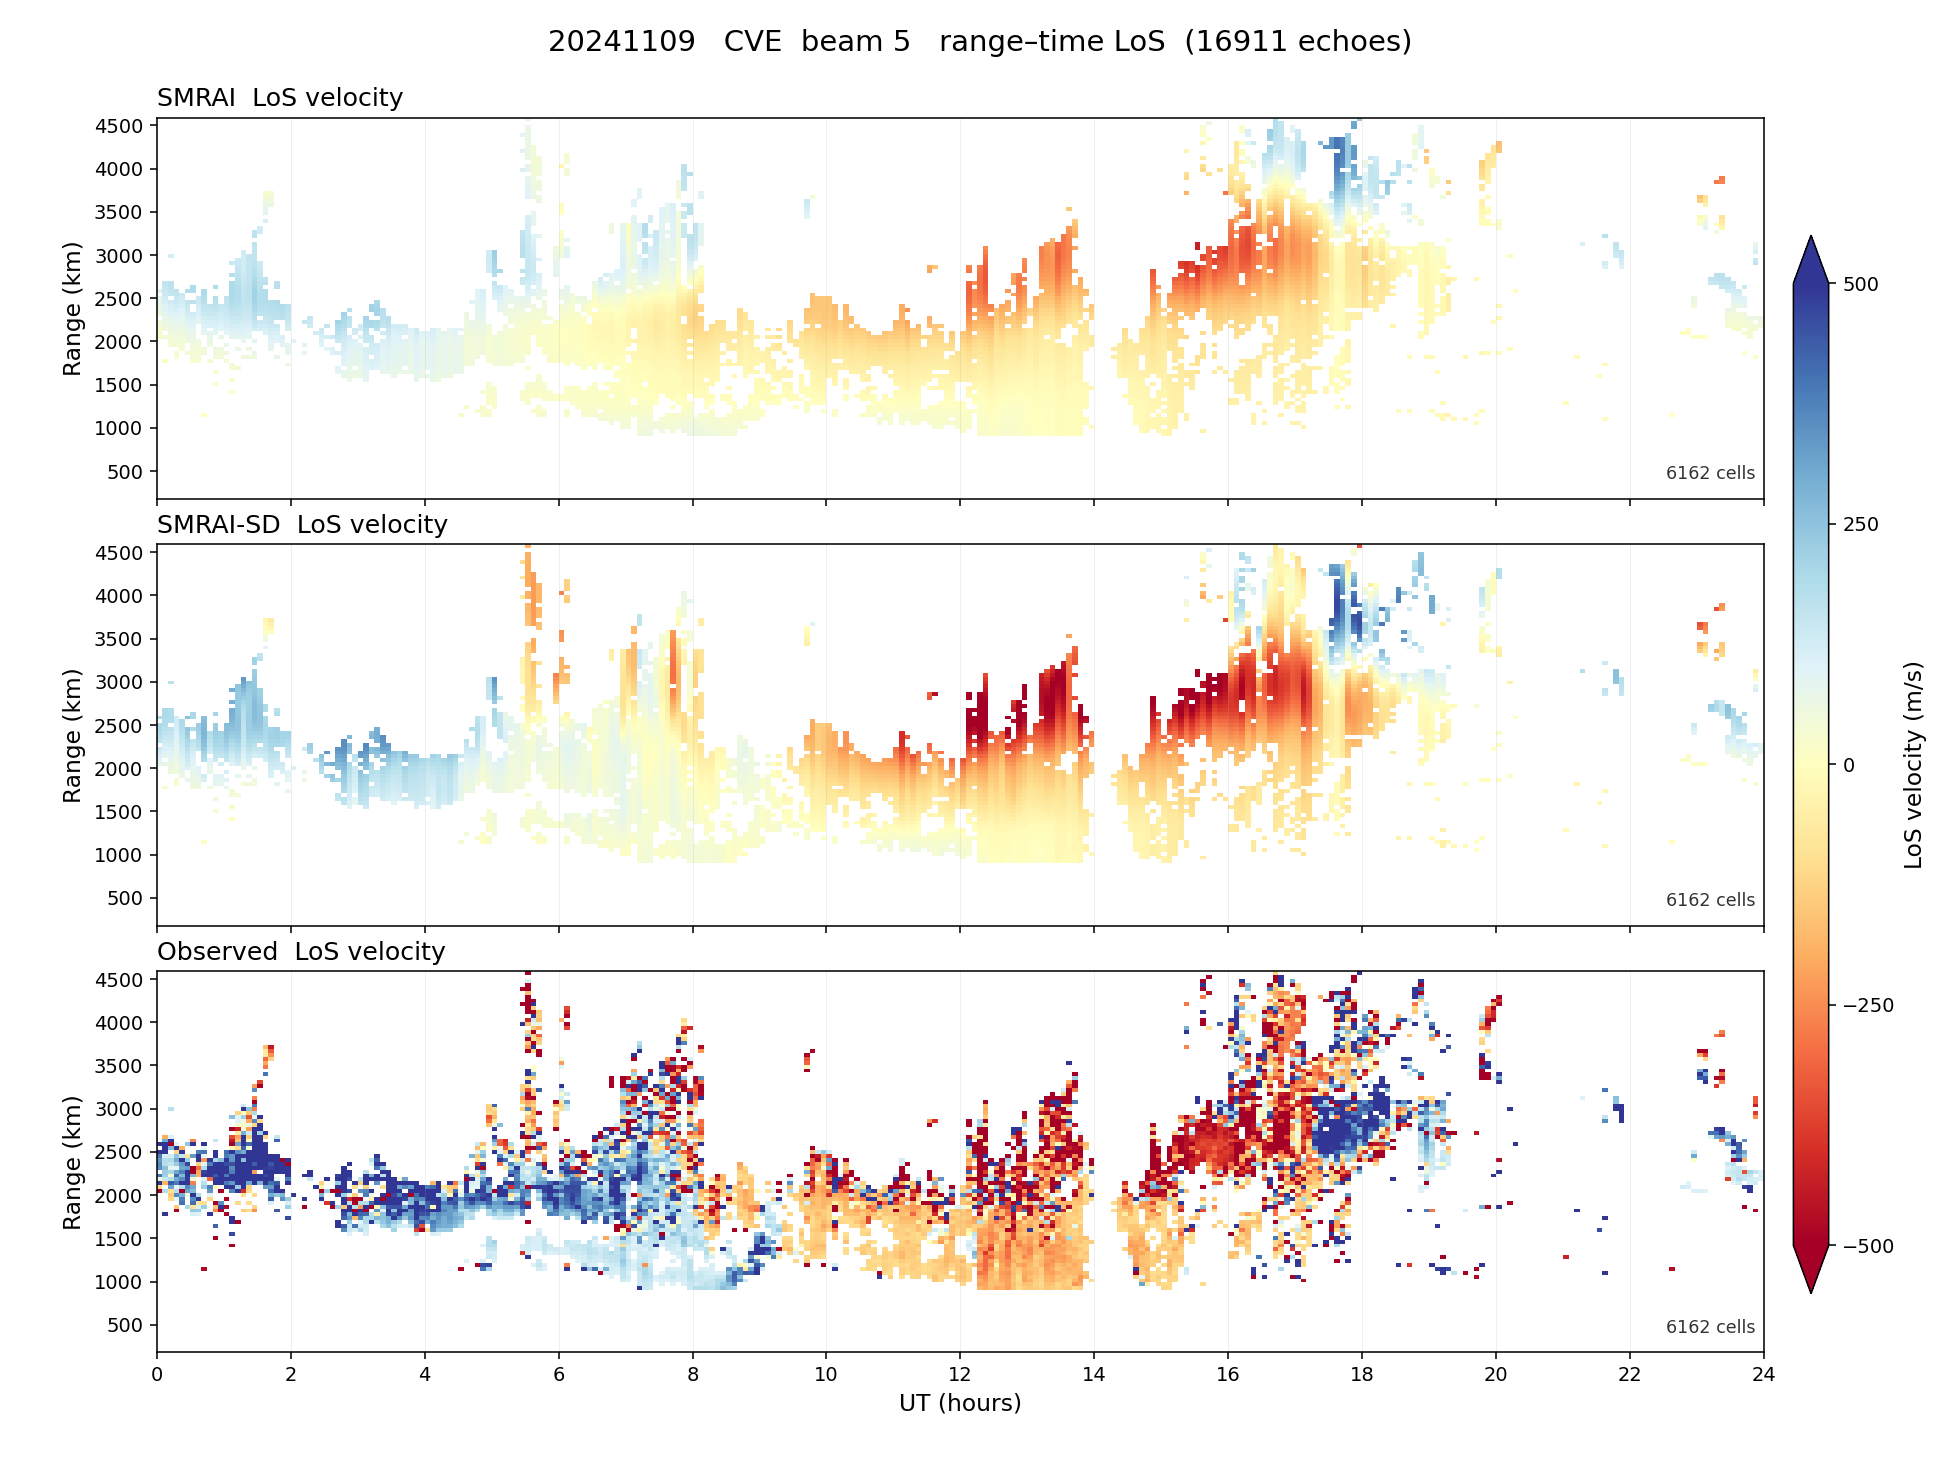 20241109   CVE  beam 5   range–time LoS  (16911 echoes)
SMRAI  LoS velocity
4500
4000
3500
3000
2500
2000
1500
1000
500
Range (km)
6162 cells
SMRAI-SD  LoS velocity
4500
4000
3500
3000
2500
2000
1500
1000
500
Range (km)
6162 cells
Observed  LoS velocity
4500
4000
3500
3000
2500
2000
1500
1000
500
Range (km)
6162 cells
0 2 4 6 8 10 12 14 16 18 20 22 24
UT (hours)
500
250
0
−250
−500
LoS velocity (m/s)